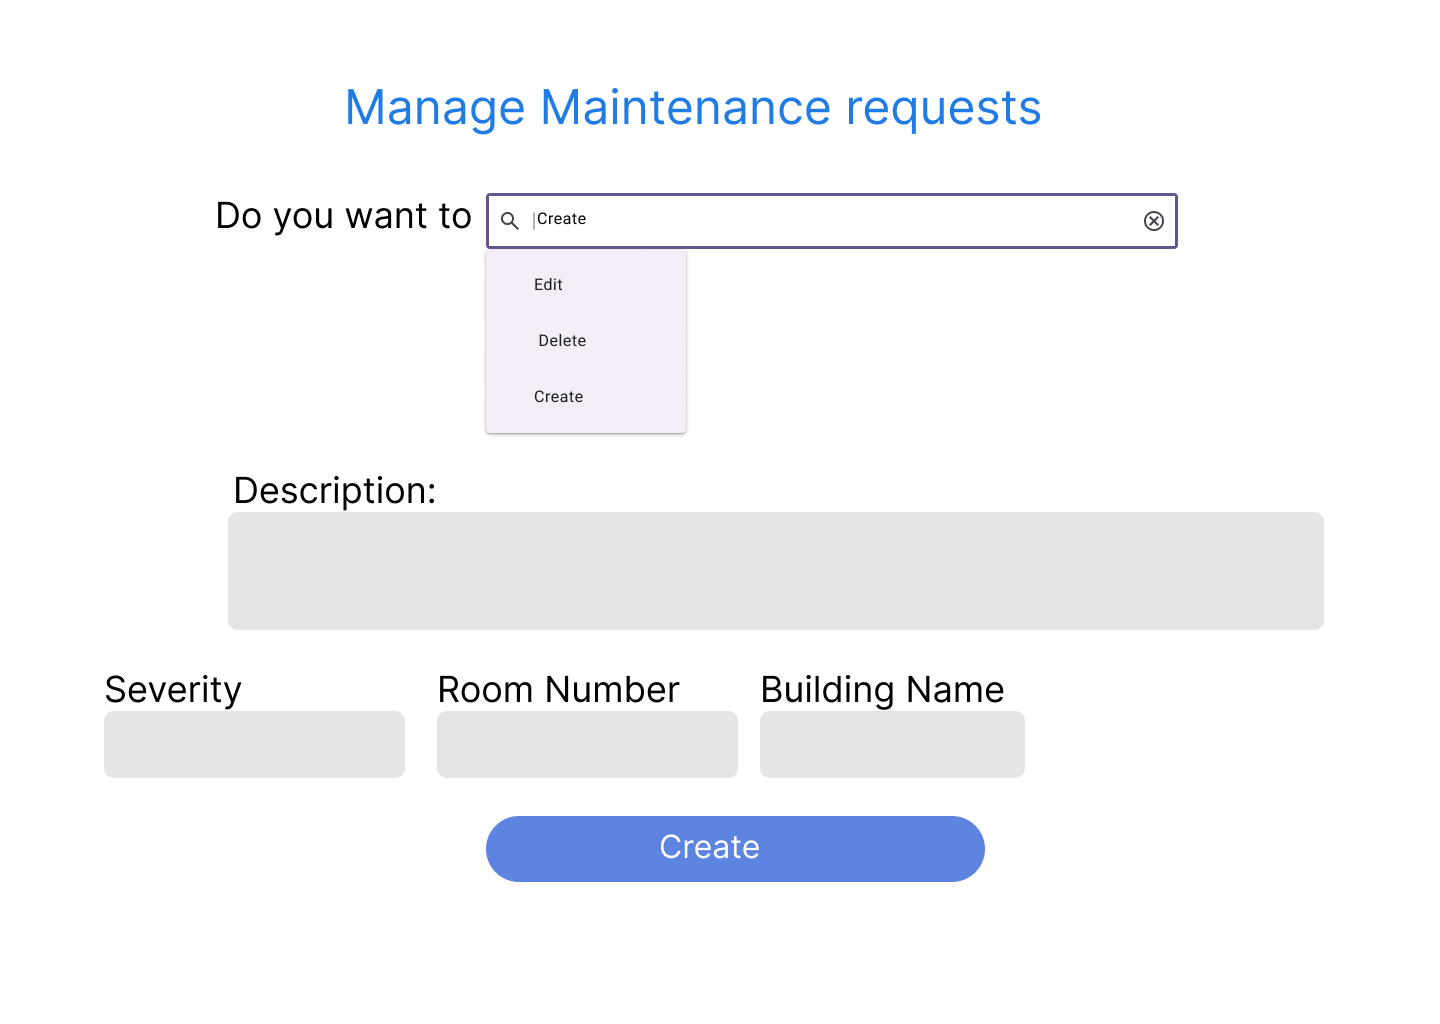 Manage Maintenance requests
Do you want to
Create
Edit
Delete
Create
Description:
Severity
Room Number
Building Name
Create